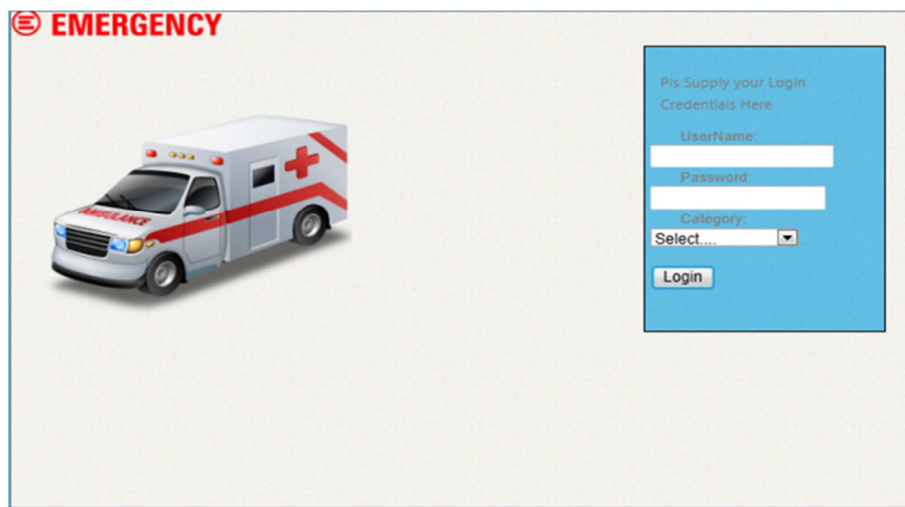 EMERGENCY
AMBULANCE
Pls Supply your Login
Credentials Here
UserName:
Password:
Category:
Select....
Login